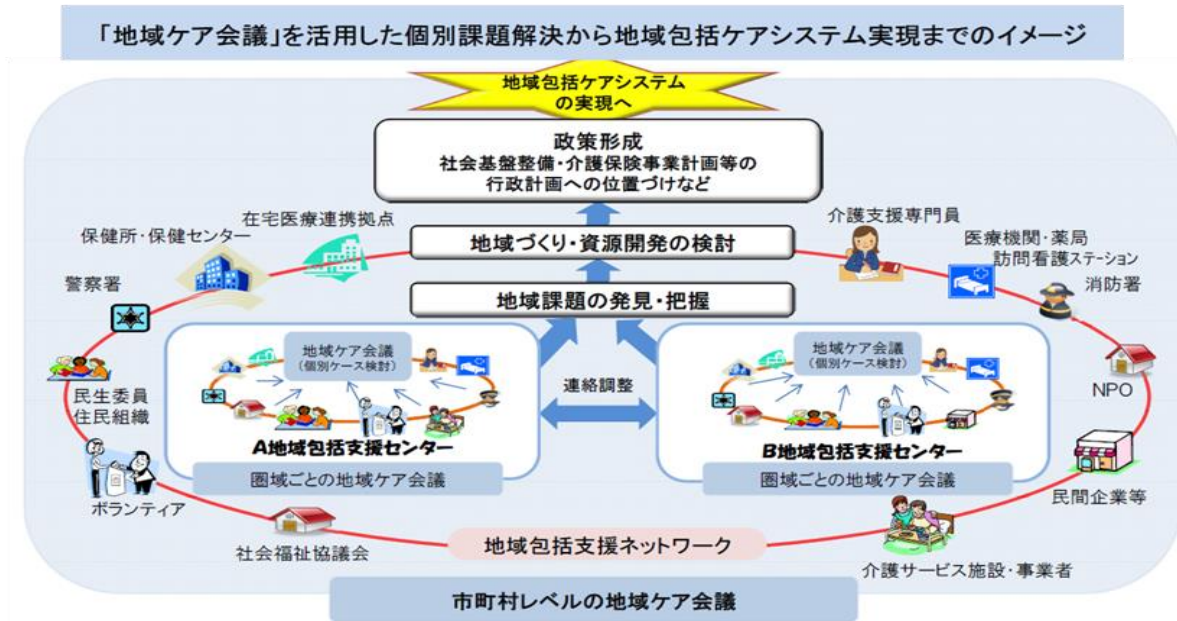 「地域ケア会議」を活用した個別課題解決から地域包括ケアシステム実現までのイメージ
地域包括ケアシステム
の実現へ
政策形成
社会基盤整備・介護保険事業計画等の
行政計画への位置づけなど
在宅医療連携拠点
保健所・保健センター
警察署
地域づくり・資源開発の検討
介護支援専門員
医療機関・薬局
訪問看護ステーション
消防署
地域課題の発見・把握
地域ケア会議
(個別ケース検討)
A地域包括支援センター
圏域ごとの地域ケア会議
連絡調整
地域ケア会議
(個別ケース検討)
B地域包括支援センター
圏域ごとの地域ケア会議
民生委員
住民組織
ボランティア
社会福祉協議会
NPO
民間企業等
地域包括支援ネットワーク
介護サービス施設・事業者
市町村レベルの地域ケア会議